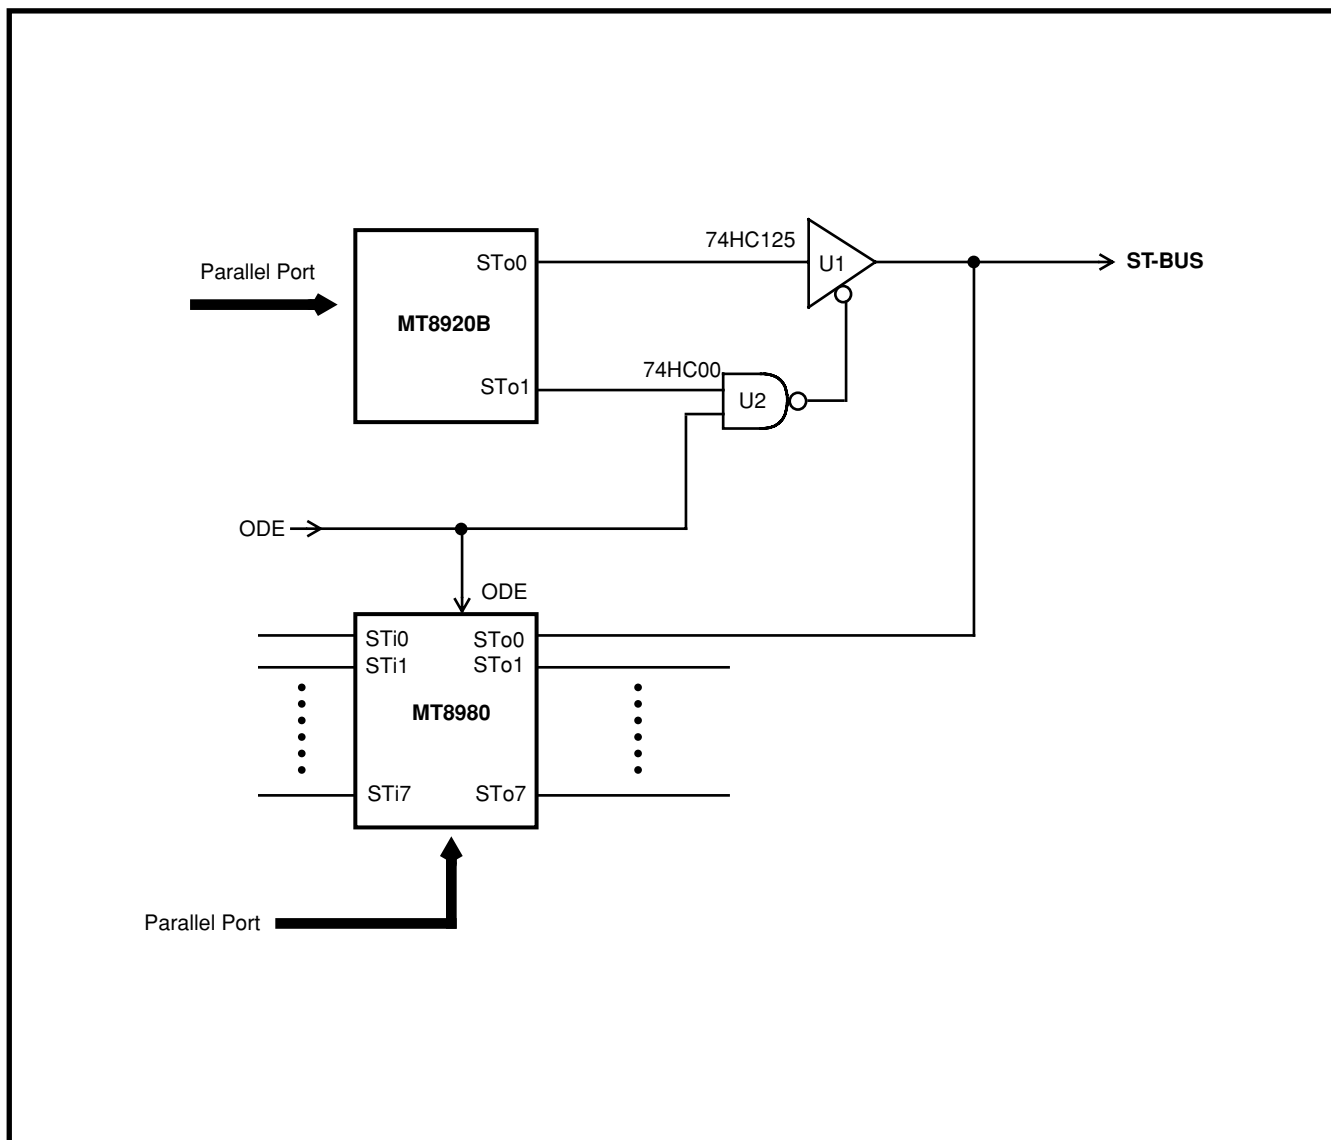 74HC125
U1
ST-BUS
Parallel Port
STo0
MT8920B
STo1
74HC00
U2
ODE
ODE
STi0
STo0
STi1
STo1
MT8980
STi7
STo7
Parallel Port